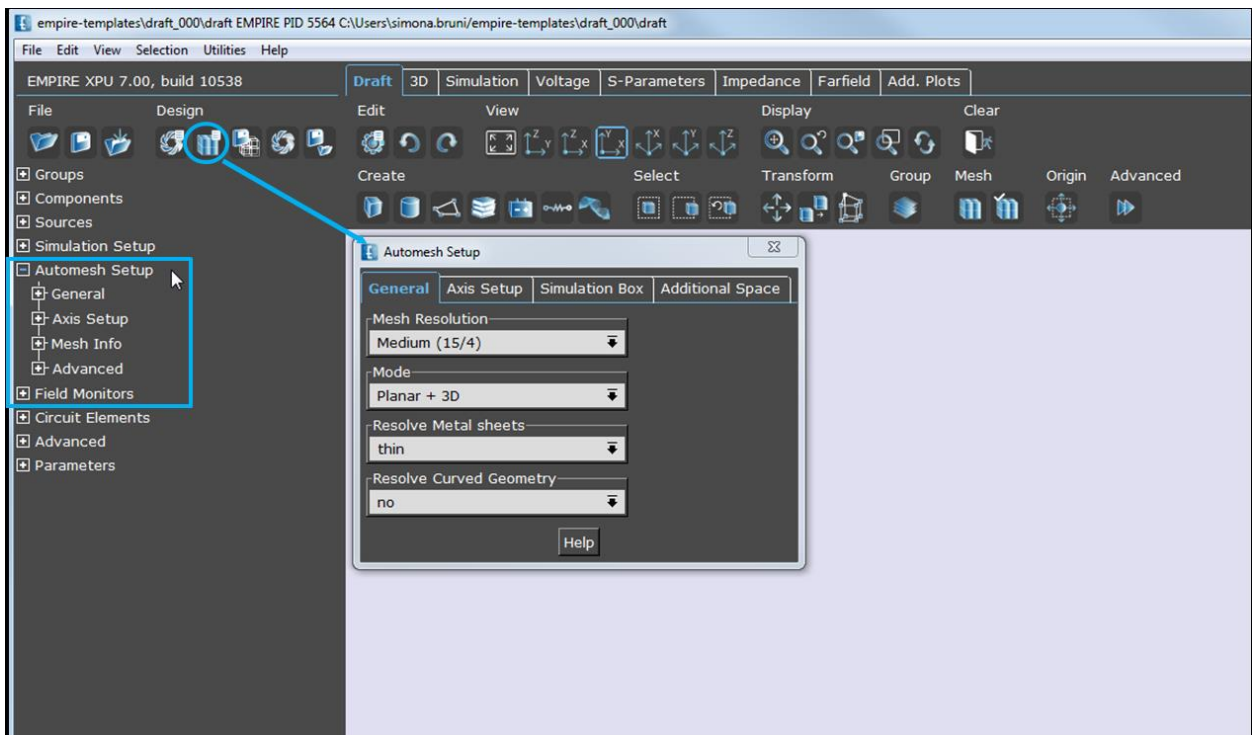 empire-templates\draft_000\draft EMPIRE PID 5564 C:\Users\simona.bruni/empire-templates\draft_000\draft
File Edit View Selection Utilities Help
EMPIRE XPU 7.00, build 10538
Draft 3D Simulation Voltage S-Parameters Impedance Farfield Add. Plots
File Design Edit View Display Clear
Groups
Components
Sources
Simulation Setup
Automesh Setup
General
Axis Setup
Mesh Info
Advanced
Field Monitors
Circuit Elements
Advanced
Parameters
Create Select Transform Group Mesh Origin Advanced
Automesh Setup
General Axis Setup Simulation Box Additional Space
Mesh Resolution
Medium (15/4)
Mode
Planar + 3D
Resolve Metal sheets
thin
Resolve Curved Geometry
no
Help